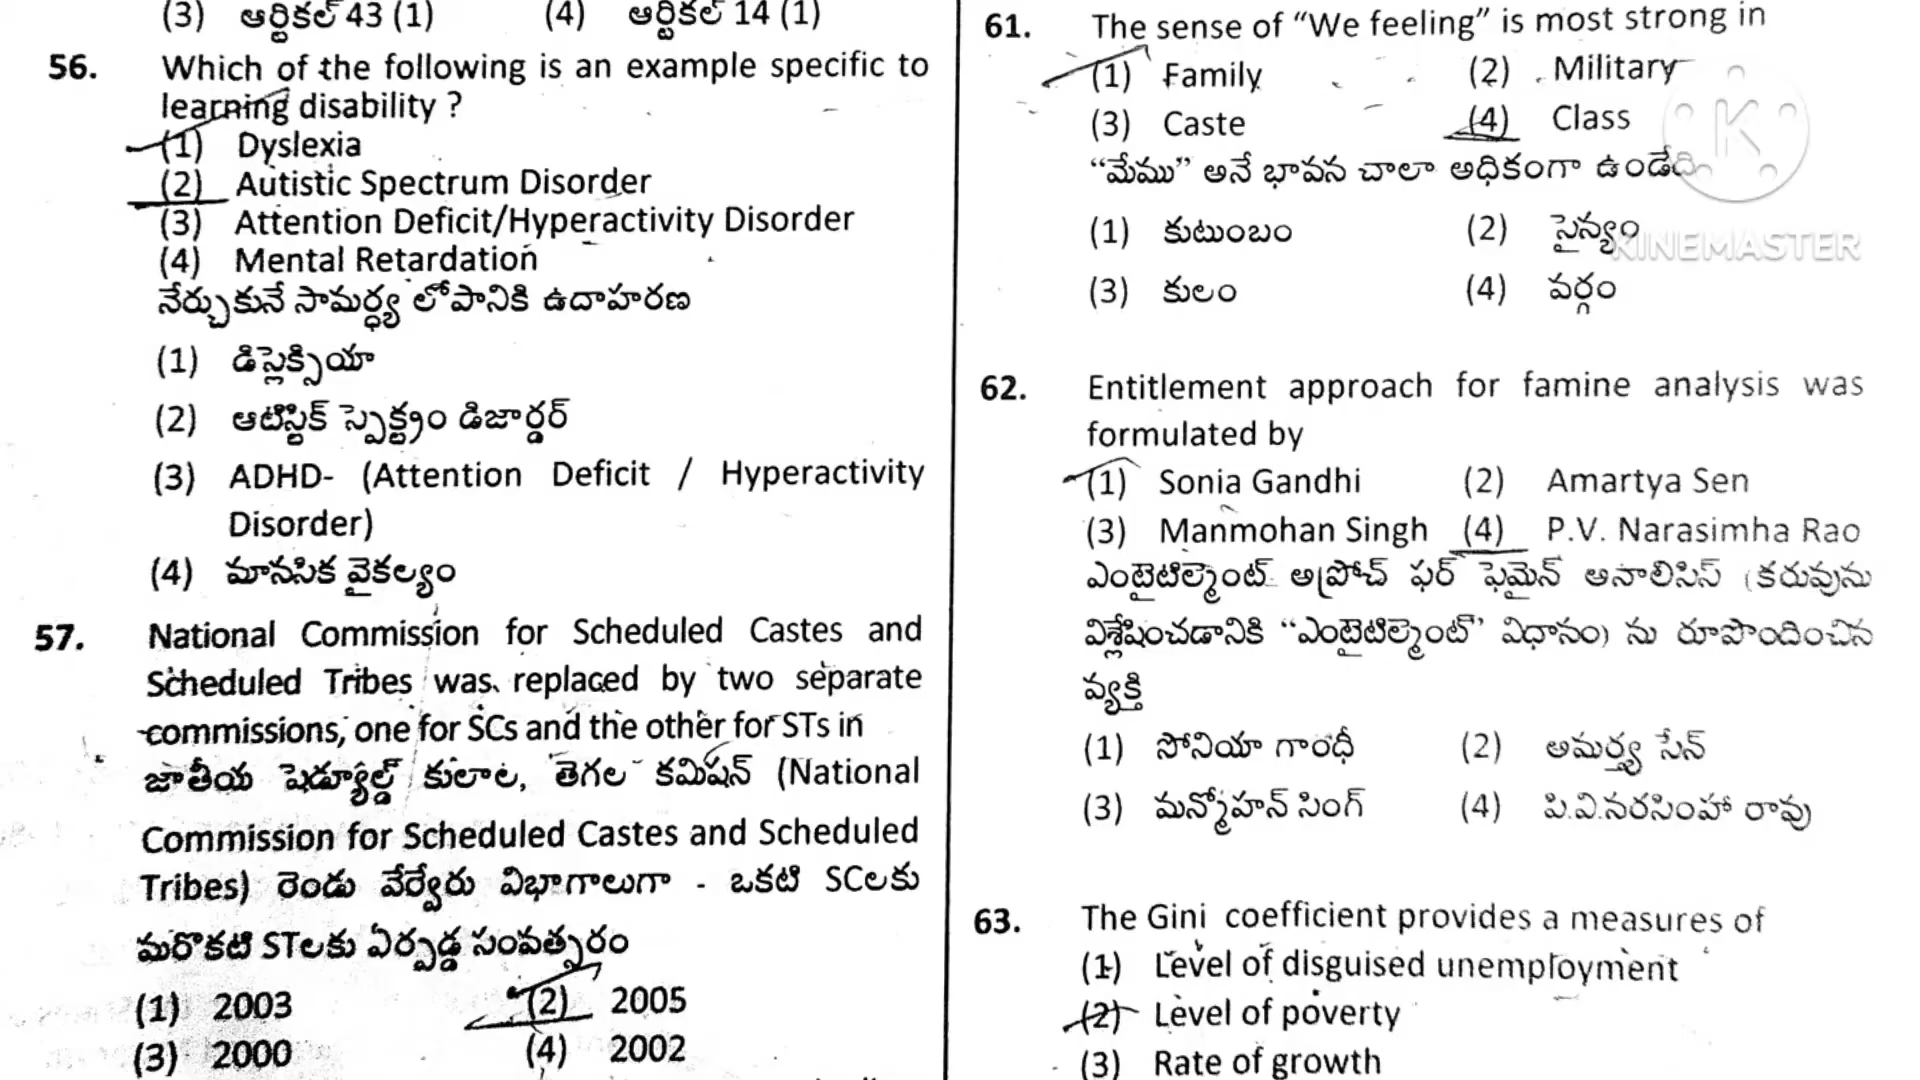 (3) ఆర్టికల్ 43 (1) (4) ఆర్టికల్ 14 (1)
56. Which of the following is an example specific to
learning disability ?
(1) Dyslexia
(2) Autistic Spectrum Disorder
(3) Attention Deficit/Hyperactivity Disorder
(4) Mental Retardation
నేర్చుకునే సామర్థ్య లోపానికి ఉదాహరణ
(1) డిస్లెక్సియా
(2) ఆటిస్టిక్ స్పెక్ట్రం డిజార్డర్
(3) ADHD- (Attention Deficit / Hyperactivity
Disorder)
(4) మానసిక వైకల్యం
57. National Commission for Scheduled Castes and
Scheduled Tribes was replaced by two separate
commissions, one for SCs and the other for STs in
జాతీయ షెడ్యూల్డ్ కులాల, తెగల కమిషన్ (National
Commission for Scheduled Castes and Scheduled
Tribes) రెండు వేర్వేరు విభాగాలుగా - ఒకటి SCలకు
మరొకటి STలకు ఏర్పడ్డ సంవత్సరం
(1) 2003 (2) 2005
(3) 2000 (4) 2002
61. The sense of “We feeling” is most strong in
(1) Family (2) Military
(3) Caste (4) Class
“మేము” అనే భావన చాలా అధికంగా ఉండేది
(1) కుటుంబం (2) సైన్యం
(3) కులం (4) వర్గం
KINEMASTER
62. Entitlement approach for famine analysis was
formulated by
(1) Sonia Gandhi (2) Amartya Sen
(3) Manmohan Singh (4) P.V. Narasimha Rao
ఎంటైటిల్మెంట్ అప్రోచ్ ఫర్ ఫెమైన్ అనాలిసిస్ (కరువును
విశ్లేషించడానికి “ఎంటైటిల్మెంట్” విధానం) ను రూపొందించిన
వ్యక్తి
(1) సోనియా గాంధీ (2) అమర్త్య సేన్
(3) మన్మోహన్ సింగ్ (4) పి.వి.నరసింహా రావు
63. The Gini coefficient provides a measures of
(1) Level of disguised unemployment
(2) Level of poverty
(3) Rate of growth